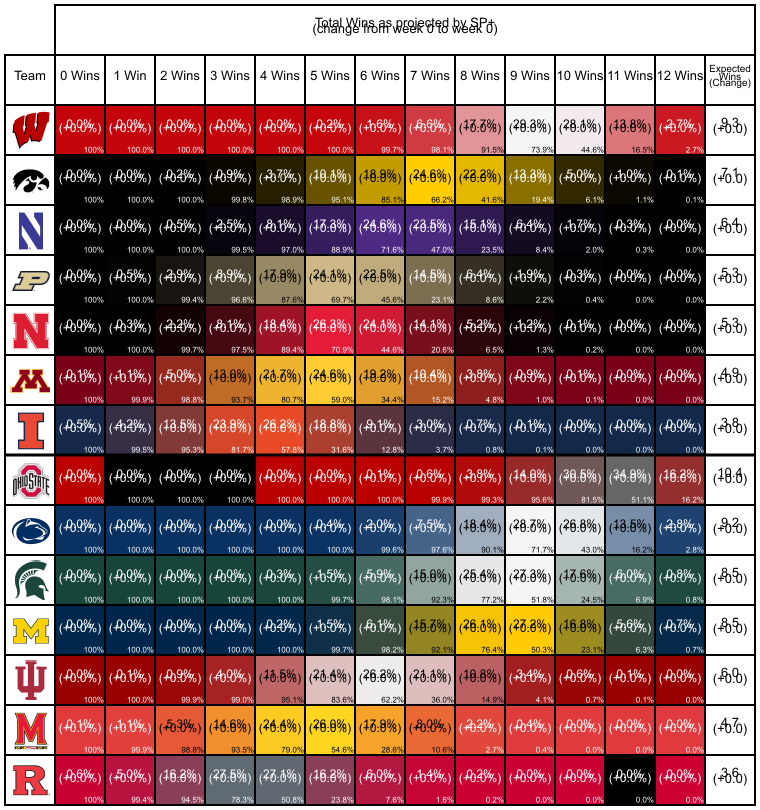 Total Wins as projected by SP+
(change from week 0 to week 0)
Team 0 Wins 1 Win 2 Wins 3 Wins 4 Wins 5 Wins 6 Wins 7 Wins 8 Wins 9 Wins 10 Wins 11 Wins 12 Wins Expected Wins (Change)
W 0.0% 0.0% 0.0% 0.0% 0.0% 0.2% 1.6% 6.6% 17.7% 29.3% 28.1% 13.8% 2.7% 9.3
(+0.0%) (+0.0%) (+0.0%) (+0.0%) (+0.0%) (+0.0%) (+0.0%) (+0.0%) (+0.0%) (+0.0%) (+0.0%) (+0.0%) (+0.0%) (+0.0)
100% 100.0% 100.0% 100.0% 100.0% 100.0% 99.7% 98.1% 91.5% 73.9% 44.6% 16.5% 2.7%
0.0% 0.0% 0.2% 0.9% 3.7% 10.1% 18.9% 24.6% 22.2% 13.3% 5.0% 1.0% 0.1% 7.1
(+0.0%) (+0.0%) (+0.0%) (+0.0%) (+0.0%) (+0.0%) (+0.0%) (+0.0%) (+0.0%) (+0.0%) (+0.0%) (+0.0%) (+0.0%) (+0.0)
100% 100.0% 100.0% 99.8% 98.9% 95.1% 85.1% 66.2% 41.6% 19.4% 6.1% 1.1% 0.1%
N 0.0% 0.0% 0.5% 2.5% 8.1% 17.3% 24.6% 23.5% 15.1% 6.4% 1.7% 0.3% 0.0% 6.4
(+0.0%) (+0.0%) (+0.0%) (+0.0%) (+0.0%) (+0.0%) (+0.0%) (+0.0%) (+0.0%) (+0.0%) (+0.0%) (+0.0%) (+0.0%) (+0.0)
100% 100.0% 100.0% 99.5% 97.0% 88.9% 71.6% 47.0% 23.5% 8.4% 2.0% 0.3% 0.0%
P 0.0% 0.5% 2.9% 8.9% 17.9% 24.1% 22.5% 14.5% 6.4% 1.9% 0.3% 0.0% 0.0% 5.3
(+0.0%) (+0.0%) (+0.0%) (+0.0%) (+0.0%) (+0.0%) (+0.0%) (+0.0%) (+0.0%) (+0.0%) (+0.0%) (+0.0%) (+0.0%) (+0.0)
100% 100.0% 99.4% 96.6% 87.6% 69.7% 45.6% 23.1% 8.6% 2.2% 0.4% 0.0% 0.0%
N 0.0% 0.3% 2.2% 8.1% 18.4% 26.3% 24.1% 14.1% 5.2% 1.2% 0.1% 0.0% 0.0% 5.3
(+0.0%) (+0.0%) (+0.0%) (+0.0%) (+0.0%) (+0.0%) (+0.0%) (+0.0%) (+0.0%) (+0.0%) (+0.0%) (+0.0%) (+0.0%) (+0.0)
100% 100.0% 99.7% 97.5% 89.4% 70.9% 44.6% 20.6% 6.5% 1.3% 0.2% 0.0% 0.0%
M 0.1% 1.1% 5.0% 13.0% 21.7% 24.6% 19.2% 10.4% 3.8% 0.9% 0.1% 0.0% 0.0% 4.9
(+0.0%) (+0.0%) (+0.0%) (+0.0%) (+0.0%) (+0.0%) (+0.0%) (+0.0%) (+0.0%) (+0.0%) (+0.0%) (+0.0%) (+0.0%) (+0.0)
100% 99.9% 98.8% 93.7% 80.7% 59.0% 34.4% 15.2% 4.8% 1.0% 0.1% 0.0% 0.0%
I 0.5% 4.2% 13.5% 23.9% 26.2% 18.8% 9.1% 3.0% 0.7% 0.1% 0.0% 0.0% 0.0% 3.8
(+0.0%) (+0.0%) (+0.0%) (+0.0%) (+0.0%) (+0.0%) (+0.0%) (+0.0%) (+0.0%) (+0.0%) (+0.0%) (+0.0%) (+0.0%) (+0.0)
100% 99.5% 95.3% 81.7% 57.8% 31.6% 12.8% 3.7% 0.8% 0.1% 0.0% 0.0% 0.0%
OHIO STATE 0.0% 0.0% 0.0% 0.0% 0.0% 0.0% 0.1% 0.6% 3.8% 14.0% 30.5% 34.9% 16.2% 10.4
(+0.0%) (+0.0%) (+0.0%) (+0.0%) (+0.0%) (+0.0%) (+0.0%) (+0.0%) (+0.0%) (+0.0%) (+0.0%) (+0.0%) (+0.0%) (+0.0)
100% 100.0% 100.0% 100.0% 100.0% 100.0% 100.0% 99.9% 99.3% 95.6% 81.5% 51.1% 16.2%
0.0% 0.0% 0.0% 0.0% 0.0% 0.4% 2.0% 7.5% 18.4% 28.7% 26.8% 13.5% 2.8% 9.2
(+0.0%) (+0.0%) (+0.0%) (+0.0%) (+0.0%) (+0.0%) (+0.0%) (+0.0%) (+0.0%) (+0.0%) (+0.0%) (+0.0%) (+0.0%) (+0.0)
100% 100.0% 100.0% 100.0% 100.0% 100.0% 99.6% 97.6% 90.1% 71.7% 43.0% 16.2% 2.8%
0.0% 0.0% 0.0% 0.0% 0.3% 1.5% 5.9% 15.0% 25.4% 27.3% 17.6% 6.0% 0.8% 8.5
(+0.0%) (+0.0%) (+0.0%) (+0.0%) (+0.0%) (+0.0%) (+0.0%) (+0.0%) (+0.0%) (+0.0%) (+0.0%) (+0.0%) (+0.0%) (+0.0)
100% 100.0% 100.0% 100.0% 100.0% 99.7% 98.1% 92.3% 77.2% 51.8% 24.5% 6.9% 0.8%
M 0.0% 0.0% 0.0% 0.0% 0.2% 1.5% 6.1% 15.7% 26.1% 27.2% 16.8% 5.6% 0.7% 8.5
(+0.0%) (+0.0%) (+0.0%) (+0.0%) (+0.0%) (+0.0%) (+0.0%) (+0.0%) (+0.0%) (+0.0%) (+0.0%) (+0.0%) (+0.0%) (+0.0)
100% 100.0% 100.0% 100.0% 100.0% 99.7% 98.2% 92.1% 76.4% 50.3% 23.1% 6.3% 0.7%
0.0% 0.1% 0.9% 4.0% 11.5% 21.4% 26.2% 21.1% 10.8% 3.4% 0.6% 0.1% 0.0% 6.0
(+0.0%) (+0.0%) (+0.0%) (+0.0%) (+0.0%) (+0.0%) (+0.0%) (+0.0%) (+0.0%) (+0.0%) (+0.0%) (+0.0%) (+0.0%) (+0.0)
100% 100.0% 99.9% 99.0% 95.1% 83.6% 62.2% 36.0% 14.9% 4.1% 0.7% 0.1% 0.0%
M 0.1% 1.1% 5.3% 14.6% 24.4% 26.0% 17.9% 8.0% 2.2% 0.4% 0.0% 0.0% 0.0% 4.7
(+0.0%) (+0.0%) (+0.0%) (+0.0%) (+0.0%) (+0.0%) (+0.0%) (+0.0%) (+0.0%) (+0.0%) (+0.0%) (+0.0%) (+0.0%) (+0.0)
100% 99.9% 98.8% 93.5% 79.0% 54.6% 28.6% 10.6% 2.7% 0.4% 0.0% 0.0% 0.0%
R 0.6% 5.0% 16.2% 27.5% 27.1% 16.2% 6.0% 1.4% 0.2% 0.0% 0.0% 0.0% 0.0% 3.6
(+0.0%) (+0.0%) (+0.0%) (+0.0%) (+0.0%) (+0.0%) (+0.0%) (+0.0%) (+0.0%) (+0.0%) (+0.0%) (+0.0%) (+0.0%) (+0.0)
100% 99.4% 94.5% 78.3% 50.8% 23.8% 7.6% 1.6% 0.2% 0.0% 0.0% 0.0% 0.0%